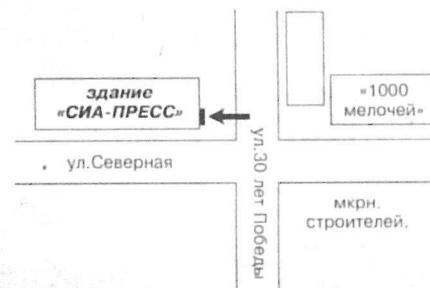 здание
«СИА-ПРЕСС»
«1000
мелочей»
ул.Северная
ул.30 лет Победы
мкрн.
строителей.